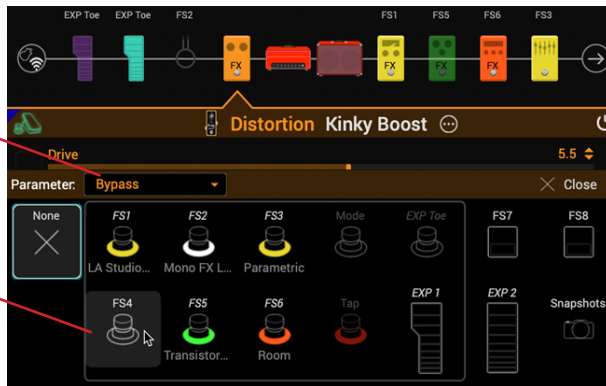 EXP Toe EXP Toe FS2 FS1 FS5 FS6 FS3
FX FX FX FX
Distortion Kinky Boost
Drive 5.5
Parameter: Bypass Close
None FS1 FS2 FS3 Mode EXP Toe FS7 FS8
LA Studio... Mono FX L... Parametric
FS4 FS5 FS6 Tap EXP 1 EXP 2 Snapshots
Transistor... Room